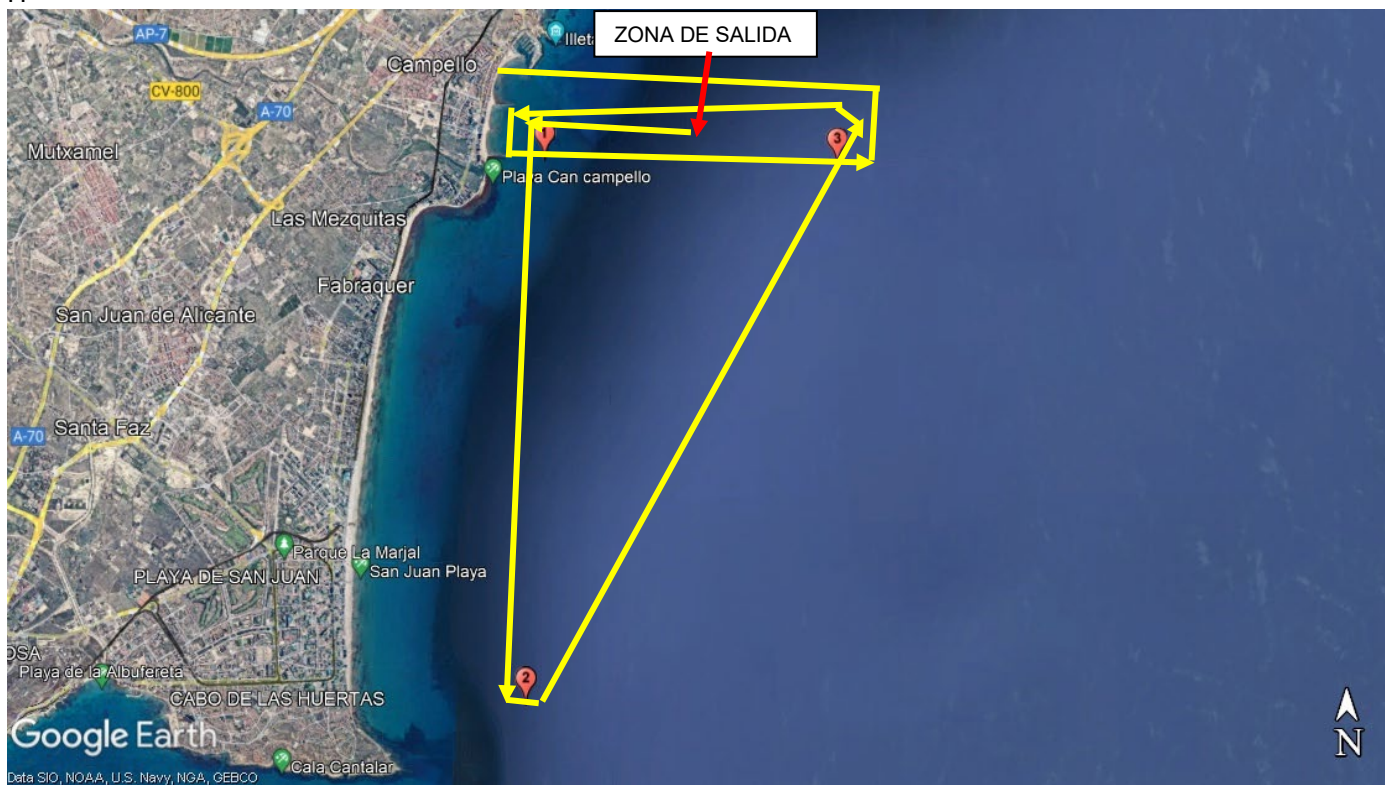 AP-7
Illeta
ZONA DE SALIDA
Campello
CV-800
A-70
1
3
Mutxamel
Playa Can campello
Las Mezquitas
Fabraquer
San Juan de Alicante
A-70
Santa Faz
Parque La Marjal
PLAYA DE SAN JUAN
San Juan Playa
OSA
Playa de la Albufereta
2
CABO DE LAS HUERTAS
Google Earth
N
Cala Cantalar
Data SIO, NOAA, U.S. Navy, NGA, GEBCO